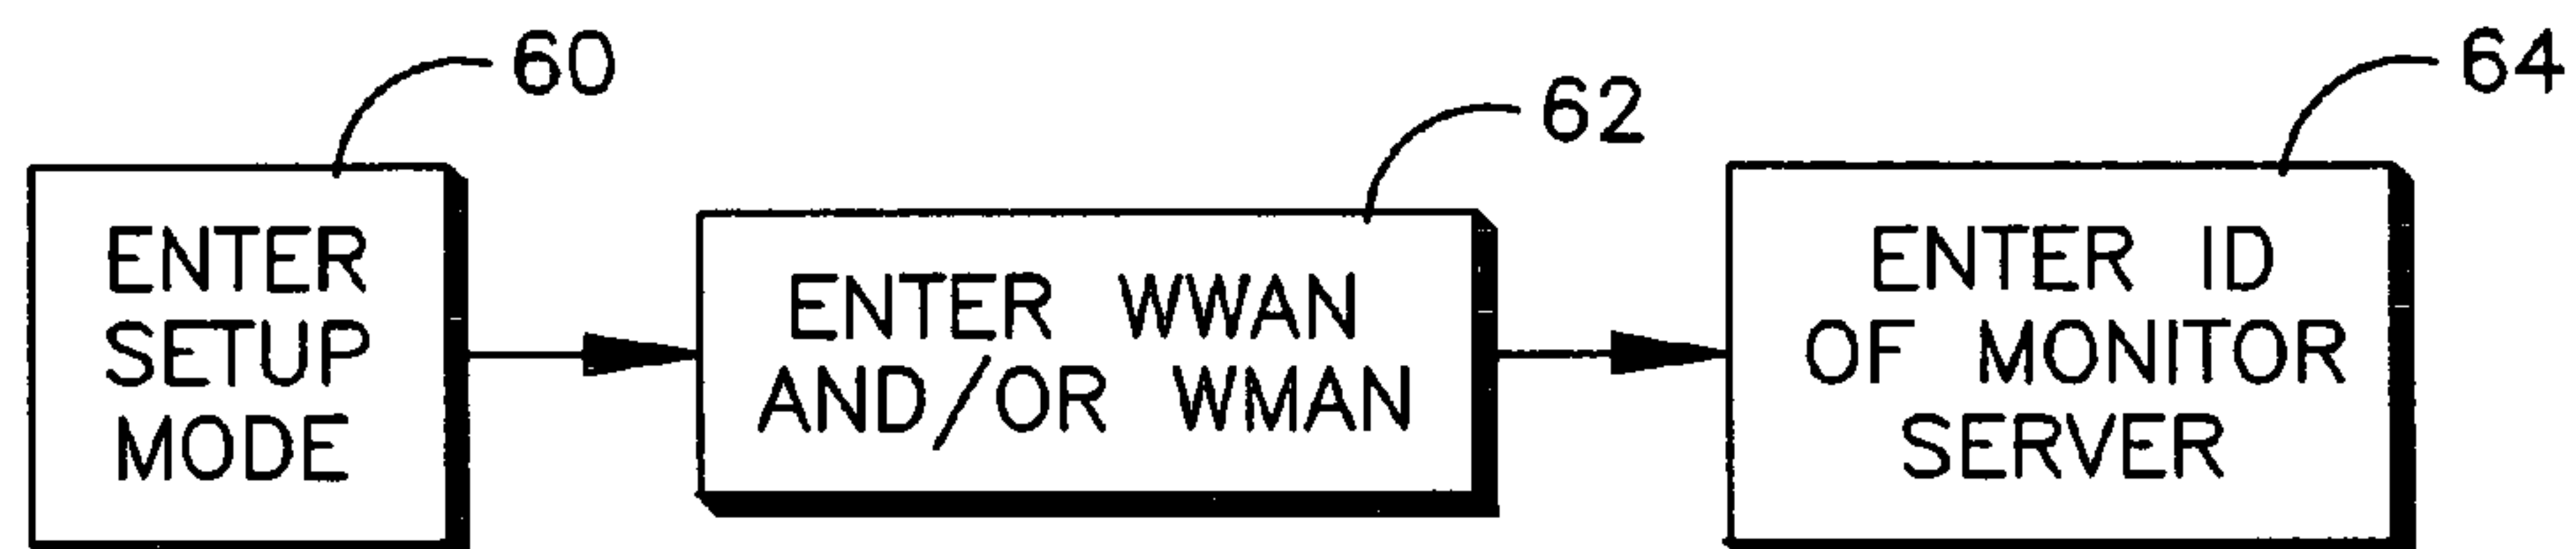 60
ENTER
SETUP
MODE
62
ENTER WWAN
AND/OR WMAN
64
ENTER ID
OF MONITOR
SERVER